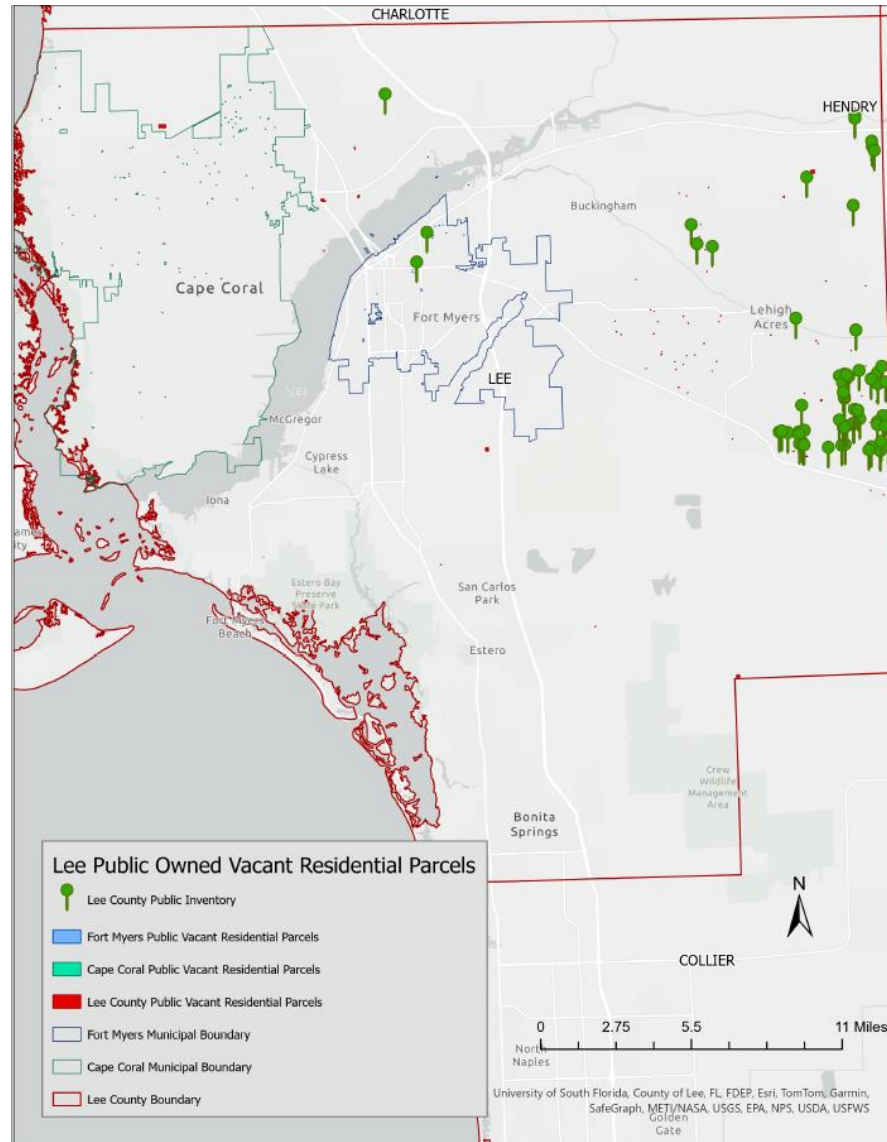 CHARLOTTE
HENDRY
Buckingham
Cape Coral
Lehigh
Acres
Fort Myers
LEE
LEE
McGregor
Cypress
Lake
Iona
Estero Bay
Preserve
State Park
San Carlos
Park
Fort Myers
Beach
Estero
Crew
Wildlife
Management
Area
Bonita
Springs
Lee Public Owned Vacant Residential Parcels
Lee County Public Inventory
Fort Myers Public Vacant Residential Parcels
Cape Coral Public Vacant Residential Parcels
Lee County Public Vacant Residential Parcels
Fort Myers Municipal Boundary
Cape Coral Municipal Boundary
Lee County Boundary
N
COLLIER
0 2.75 5.5 11 Miles
North
Naples
University of South Florida, County of Lee, FL, FDEP, Esri, TomTom, Garmin,
SafeGraph, METI/NASA, USGS, EPA, NPS, USDA, USFWS
Golden
Gate